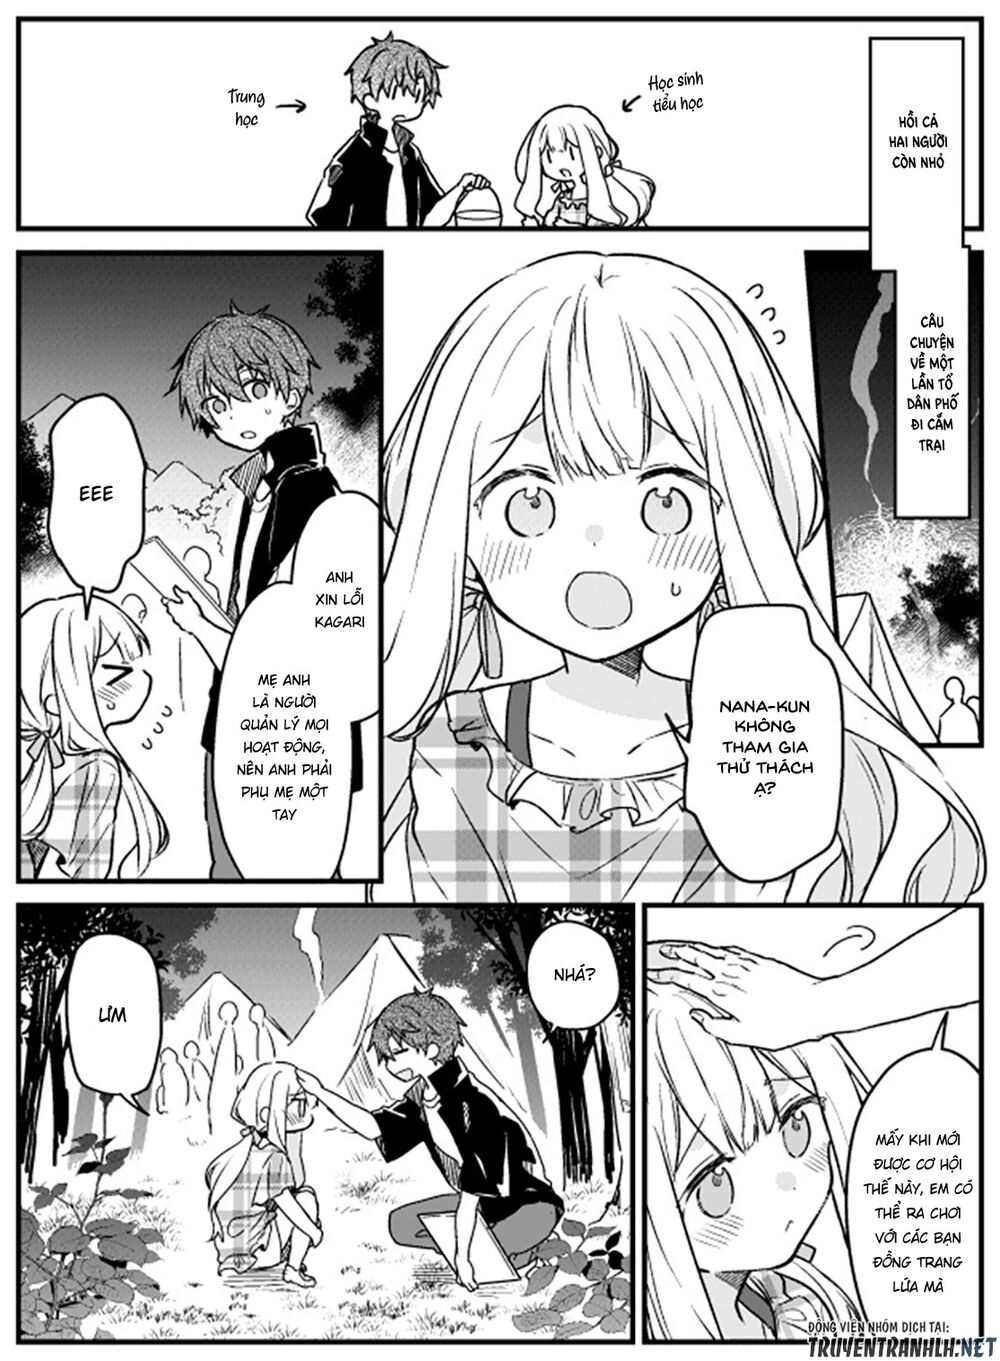 HỒI CẢ
HAI NGƯỜI
CÒN NHỎ
Học sinh
tiểu học
Trung
học
CÂU
CHUYỆN
VỀ MỘT
LẦN TỔ
DÂN PHỐ
ĐI CẮM
TRẠI
NANA-KUN
KHÔNG
THAM GIA
THỬ THÁCH
Ạ?
ANH
XIN LỖI
KAGARI
MẸ ANH
LÀ NGƯỜI
QUẢN LÝ MỌI
HOẠT ĐỘNG,
NÊN ANH PHẢI
PHỤ MẸ MỘT
TAY
EEE
MẤY KHI MỚI
ĐƯỢC CƠ HỘI
THẾ NÀY, EM CÓ
THỂ RA CHƠI
VỚI CÁC BẠN
ĐỒNG TRANG
LỨA MÀ
NHÁ?
ƯM
ĐỘNG VIÊN NHÓM DỊCH TẠI:
TRUYENTRANHLH.NET